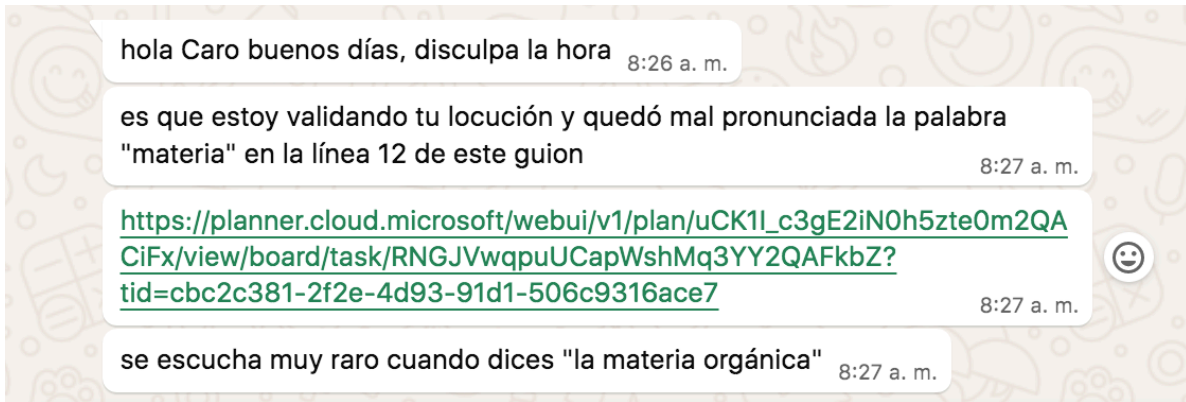 hola Caro buenos días, disculpa la hora 8:26 a. m.
es que estoy validando tu locución y quedó mal pronunciada la palabra
"materia" en la línea 12 de este guion 8:27 a. m.
https://planner.cloud.microsoft/webui/v1/plan/uCK1l_c3gE2iN0h5zte0m2QA
CiFx/view/board/task/RNGJVwqpuUCapWshMq3YY2QAFkbZ?
tid=cbc2c381-2f2e-4d93-91d1-506c9316ace7 8:27 a. m.
se escucha muy raro cuando dices "la materia orgánica" 8:27 a. m.